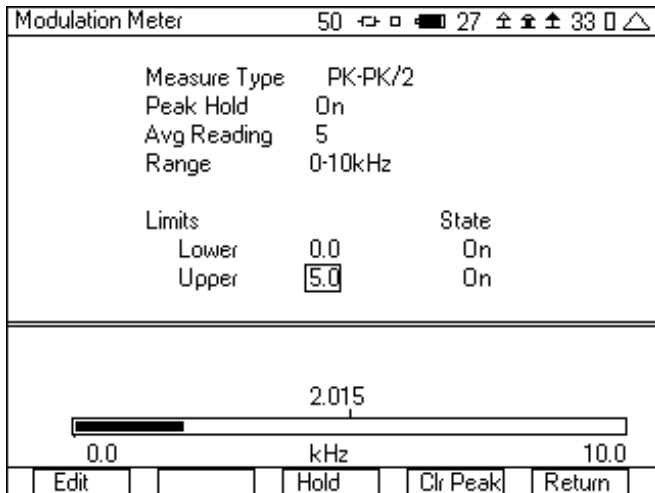 Modulation Meter 50 27 33
Measure Type PK-PK/2
Peak Hold On
Avg Reading 5
Range 0-10kHz
Limits State
Lower 0.0 On
Upper 5.0 On
2.015
0.0 kHz 10.0
Edit Hold Clr Peak Return